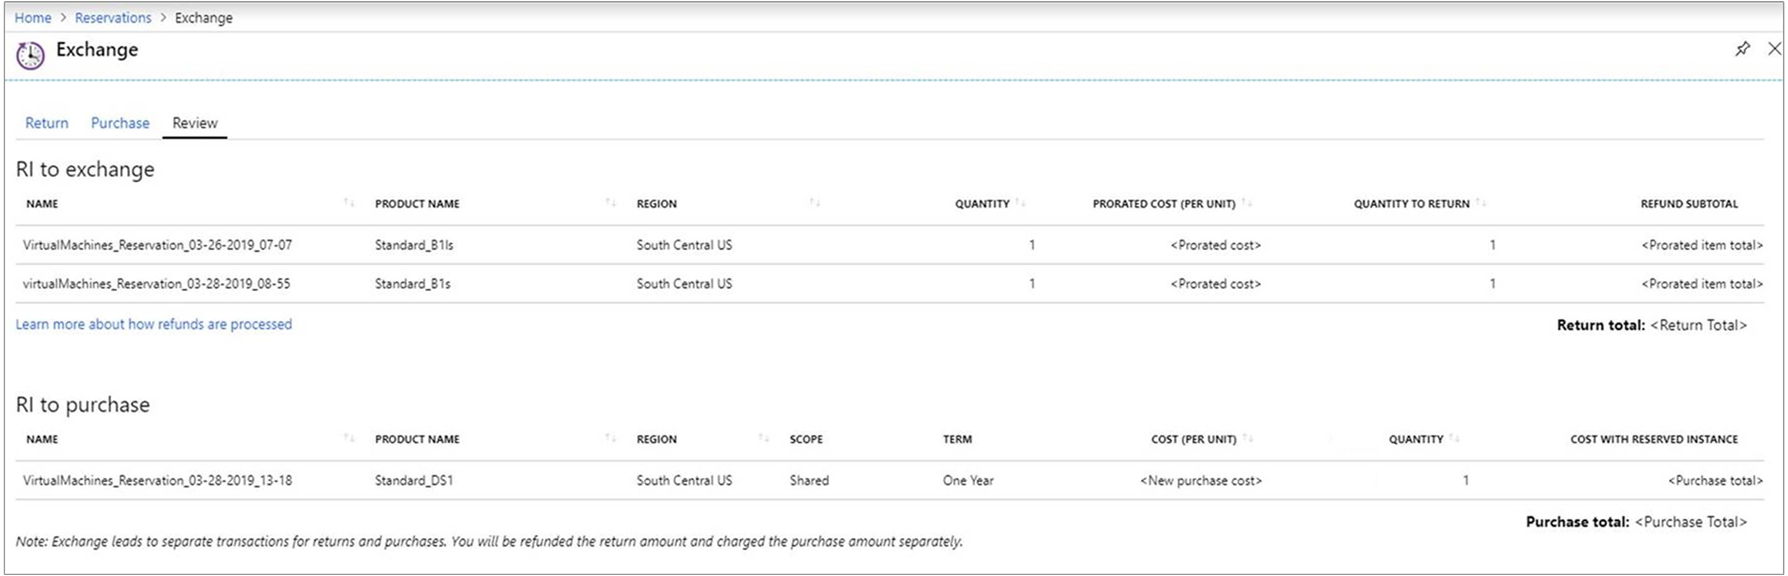 Home > Reservations > Exchange
Exchange
Return Purchase Review
RI to exchange
NAME PRODUCT NAME REGION QUANTITY PRORATED COST (PER UNIT) QUANTITY TO RETURN REFUND SUBTOTAL
VirtualMachines_Reservation_03-26-2019_07-07 Standard_B1ls South Central US 1 <Prorated cost> 1 <Prorated item total>
virtualMachines_Reservation_03-28-2019_08-55 Standard_B1s South Central US 1 <Prorated cost> 1 <Prorated item total>
Learn more about how refunds are processed Return total: <Return Total>
RI to purchase
NAME PRODUCT NAME REGION SCOPE TERM COST (PER UNIT) QUANTITY COST WITH RESERVED INSTANCE
VirtualMachines_Reservation_03-28-2019_13-18 Standard_DS1 South Central US Shared One Year <New purchase cost> 1 <Purchase total>
Purchase total: <Purchase Total>
Note: Exchange leads to separate transactions for returns and purchases. You will be refunded the return amount and charged the purchase amount separately.